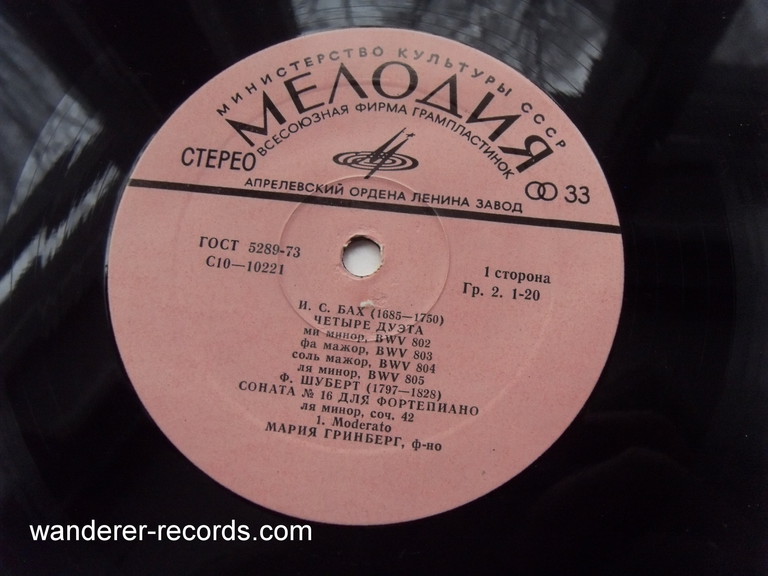 МИНИСТЕРСТВО КУЛЬТУРЫ СССР
МЕЛОДИЯ
ВСЕСОЮЗНАЯ ФИРМА ГРАМПЛАСТИНОК
СТЕРЕО
33
АПРЕЛЕВСКИЙ ОРДЕНА ЛЕНИНА ЗАВОД
ГОСТ 5289-73
С10—10221
1 сторона
Гр. 2. 1-20
И. С. БАХ (1685—1750)
ЧЕТЫРЕ ДУЭТА
ми минор, BWV 802
фа мажор, BWV 803
соль мажор, BWV 804
ля минор, BWV 805
Ф. ШУБЕРТ (1797—1828)
СОНАТА № 16 ДЛЯ ФОРТЕПИАНО
ля минор, соч. 42
1. Moderato
МАРИЯ ГРИНБЕРГ, ф-но
wanderer-records.com